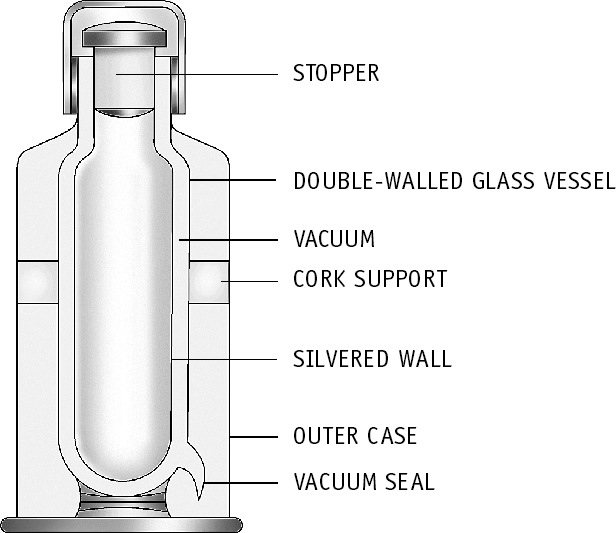 STOPPER
DOUBLE-WALLED GLASS VESSEL
VACUUM
CORK SUPPORT
SILVERED WALL
OUTER CASE
VACUUM SEAL